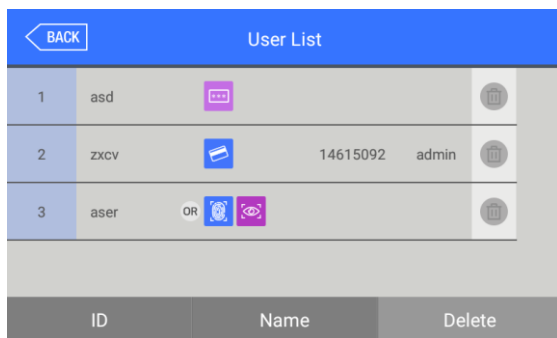 BACK User List
1 asd
2 zxcv 14615092 admin
3 aser OR
ID Name Delete